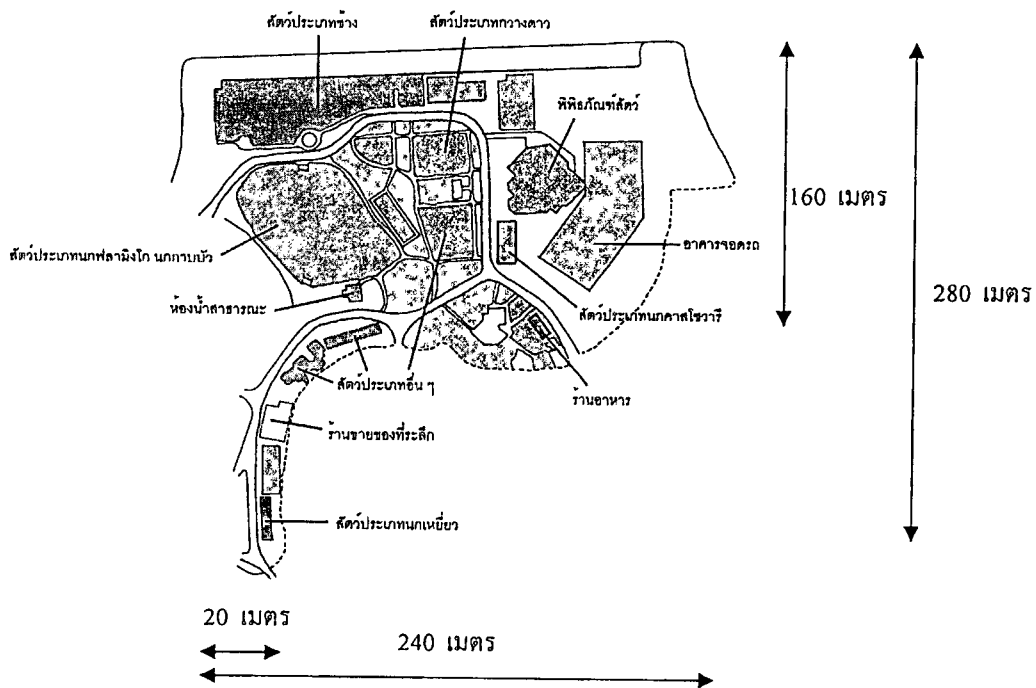 สัตว์ประเภทช้าง
สัตว์ประเภทกวางดาว
พิพิธภัณฑ์สัตว์
160 เมตร
อาคารจอดรถ
สัตว์ประเภทนกฟลามิงโก นกกาบบัว
280 เมตร
ห้องน้ำสาธารณะ
สัตว์ประเภทนกคาสโซวารี
สัตว์ประเภทอื่น ๆ
ร้านอาหาร
ร้านขายของที่ระลึก
สัตว์ประเภทนกเหยี่ยว
20 เมตร
240 เมตร